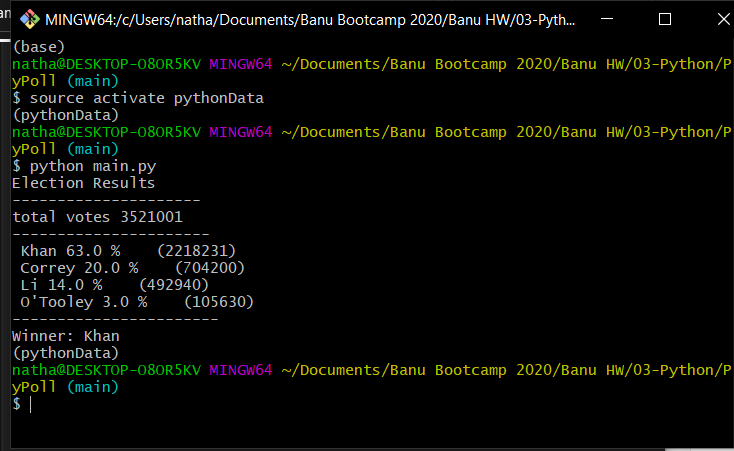 an
MINGW64:/c/Users/natha/Documents/Banu Bootcamp 2020/Banu HW/03-Pyth...
(base)
natha@DESKTOP-O8OR5KV MINGW64 ~/Documents/Banu Bootcamp 2020/Banu HW/03-Python/P
yPoll (main)
$ source activate pythonData
(pythonData)
natha@DESKTOP-O8OR5KV MINGW64 ~/Documents/Banu Bootcamp 2020/Banu HW/03-Python/P
yPoll (main)
$ python main.py
Election Results
---------------------
total votes 3521001
----------------------
Khan 63.0 %    (2218231)
Correy 20.0 %    (704200)
Li 14.0 %    (492940)
O'Tooley 3.0 %    (105630)
-----------------------
Winner: Khan
(pythonData)
natha@DESKTOP-O8OR5KV MINGW64 ~/Documents/Banu Bootcamp 2020/Banu HW/03-Python/P
yPoll (main)
$